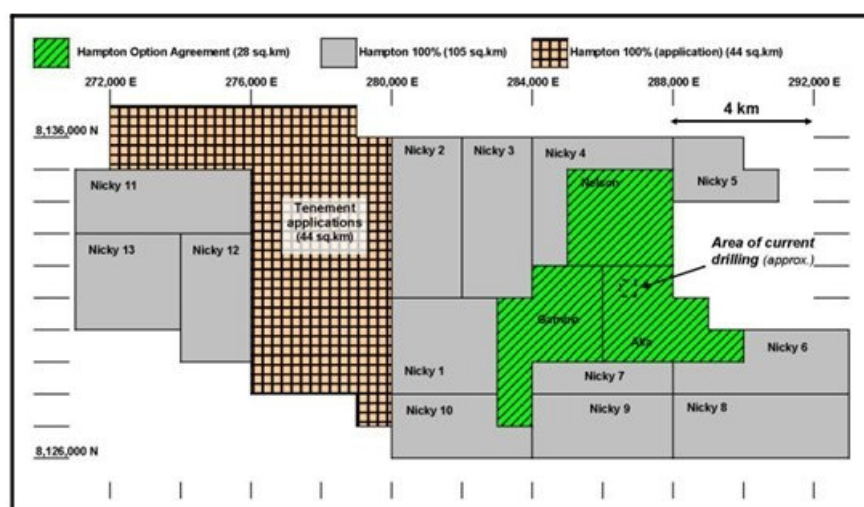 Hampton Option Agreement (28 sq.km)
Hampton 100% (105 sq.km)
Hampton 100% (application) (44 sq.km)
272,000 E
276,000 E
280,000 E
284,000 E
288,000 E
292,000 E
4 km
8,136,000 N
Nicky 2
Nicky 3
Nicky 4
Nicky 5
Nelson
Nicky 11
Tenement
applications
(44 sq.km)
Nicky 13
Nicky 12
Area of current
drilling (approx.)
Nicky 1
Aks
Nicky 6
Nicky 7
Nicky 10
Nicky 9
Nicky 8
8,126,000 N